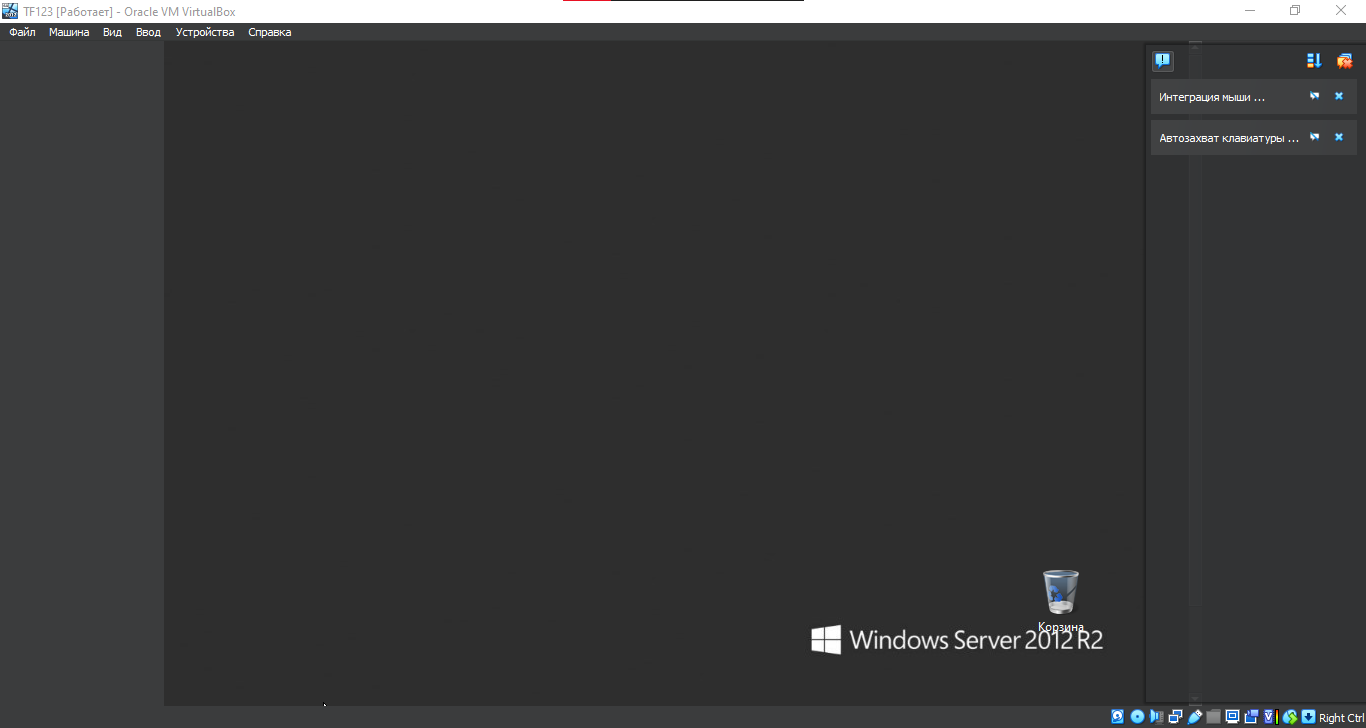 TF123 [Работает] - Oracle VM VirtualBox
Файл Машина Вид Ввод Устройства Справка
Интеграция мыши ...
Автозахват клавиатуры ...
Корзина
Windows Server 2012 R2
Right Ctrl